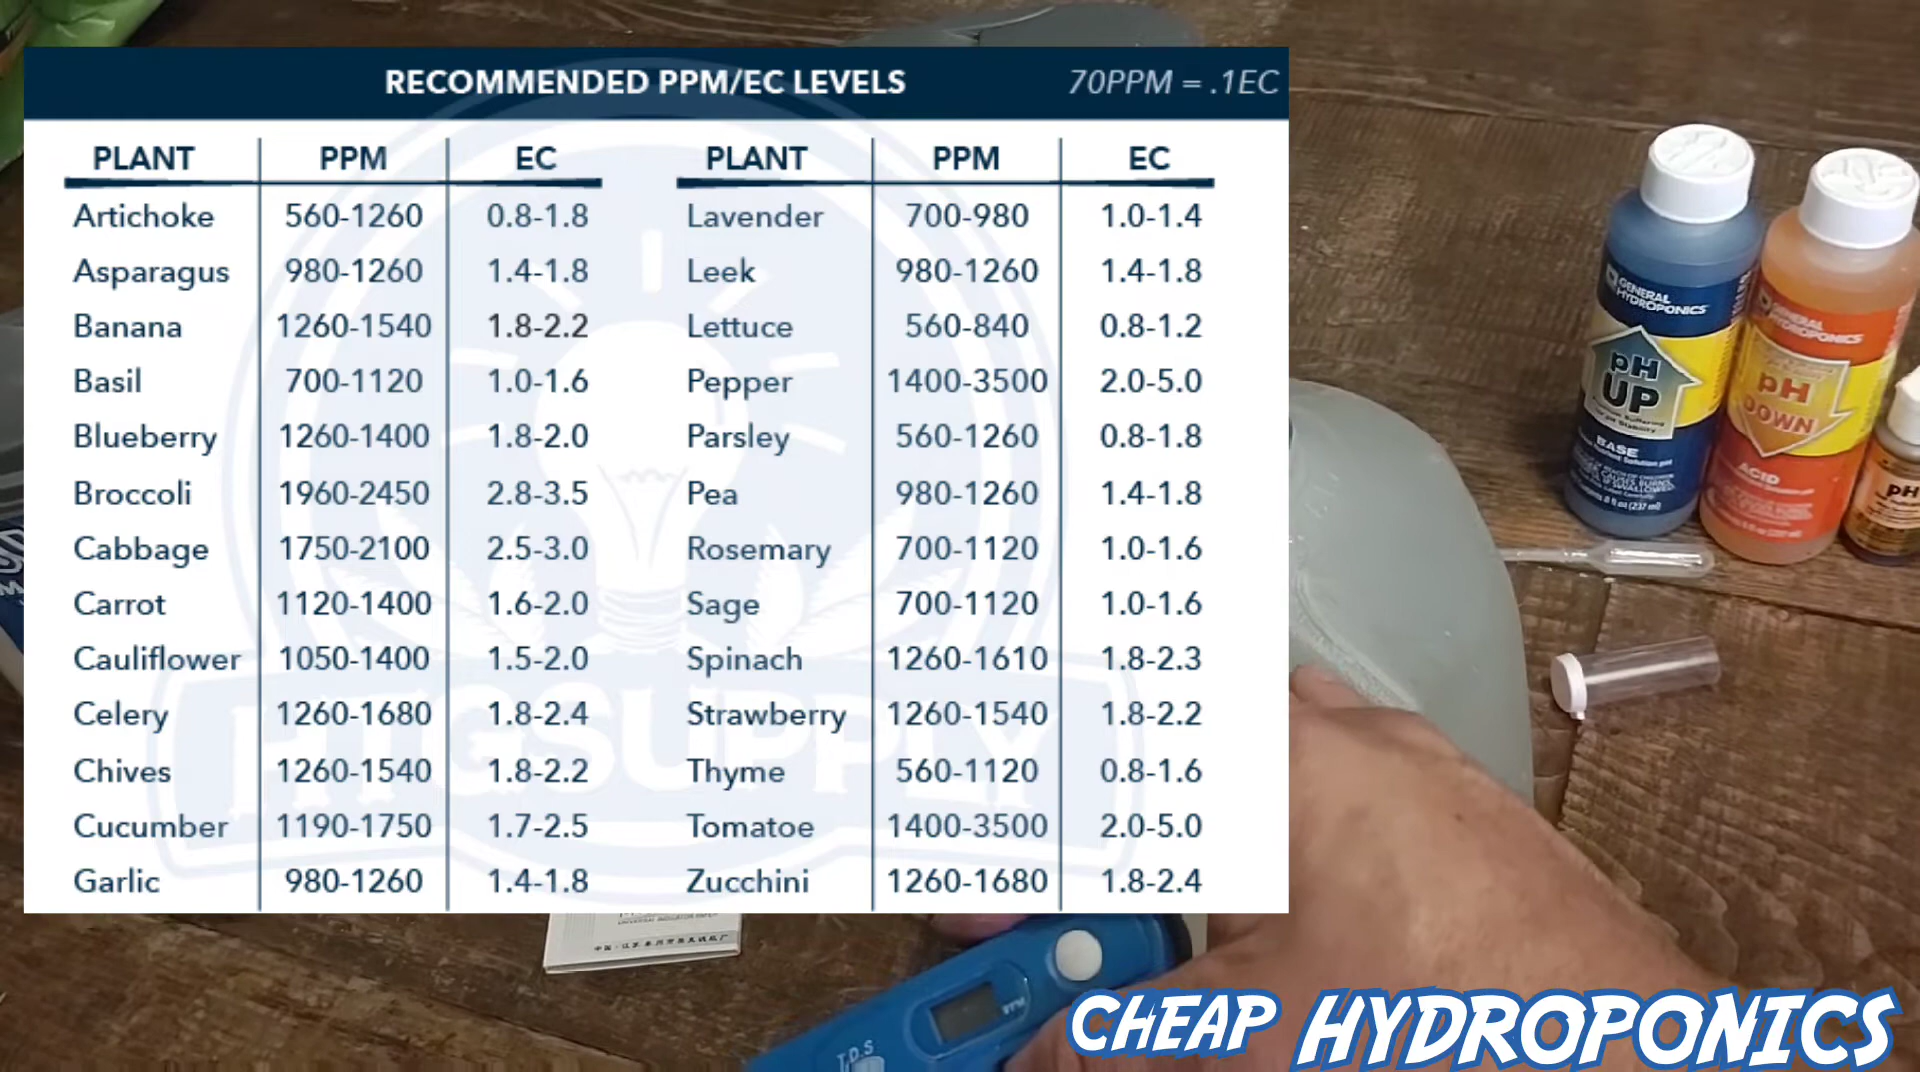 RECOMMENDED PPM/EC LEVELS 70PPM = .1EC
PLANT PPM EC PLANT PPM EC
Artichoke 560-1260 0.8-1.8 Lavender 700-980 1.0-1.4
Asparagus 980-1260 1.4-1.8 Leek 980-1260 1.4-1.8
Banana 1260-1540 1.8-2.2 Lettuce 560-840 0.8-1.2
Basil 700-1120 1.0-1.6 Pepper 1400-3500 2.0-5.0
Blueberry 1260-1400 1.8-2.0 Parsley 560-1260 0.8-1.8
Broccoli 1960-2450 2.8-3.5 Pea 980-1260 1.4-1.8
Cabbage 1750-2100 2.5-3.0 Rosemary 700-1120 1.0-1.6
Carrot 1120-1400 1.6-2.0 Sage 700-1120 1.0-1.6
Cauliflower 1050-1400 1.5-2.0 Spinach 1260-1610 1.8-2.3
Celery 1260-1680 1.8-2.4 Strawberry 1260-1540 1.8-2.2
Chives 1260-1540 1.8-2.2 Thyme 560-1120 0.8-1.6
Cucumber 1190-1750 1.7-2.5 Tomatoe 1400-3500 2.0-5.0
Garlic 980-1260 1.4-1.8 Zucchini 1260-1680 1.8-2.4
HTGSUPPLY
GENERAL
HYDROPONICS
pH
UP
BASE
GENERAL
HYDROPONICS
pH
DOWN
ACID
pH
T.D.S
PPM
CHEAP HYDROPONICS